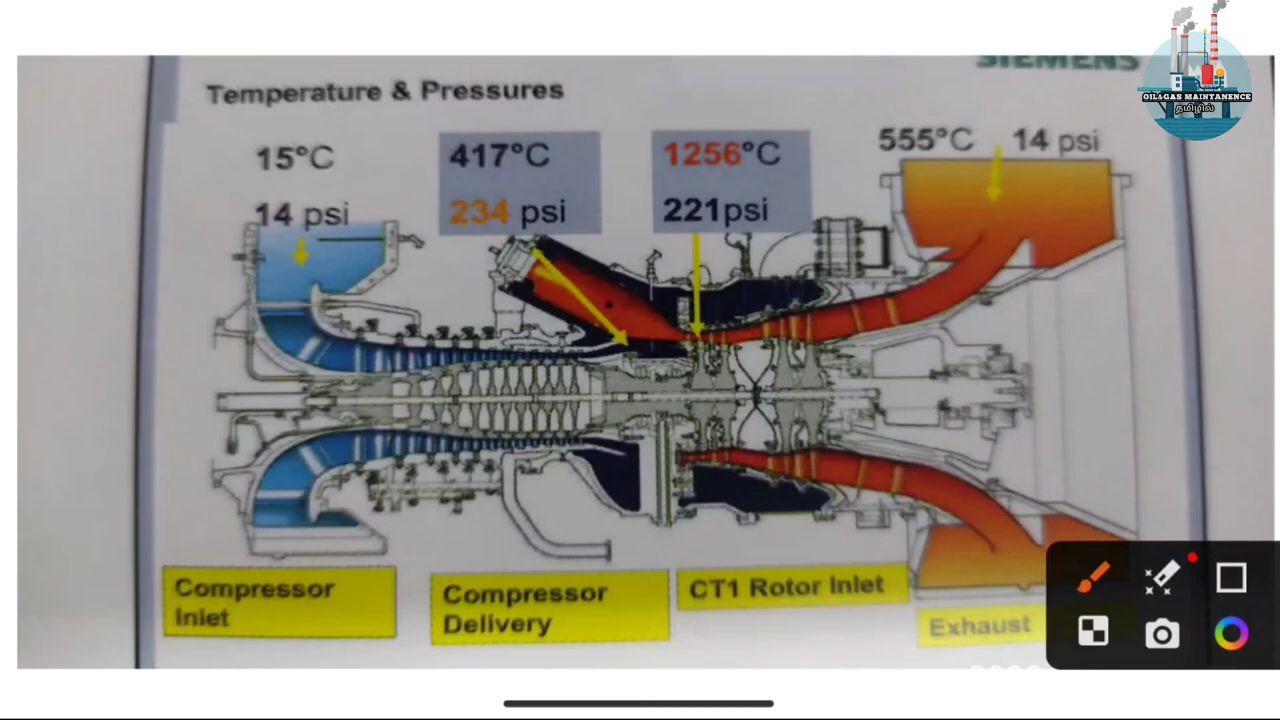 SIEMENS
OIL&GAS MAINTANENCE
தமிழில்
Temperature & Pressures
15°C
14 psi
417°C
234 psi
1256°C
221psi
555°C 14 psi
Compressor
Inlet
Compressor
Delivery
CT1 Rotor Inlet
Exhaust